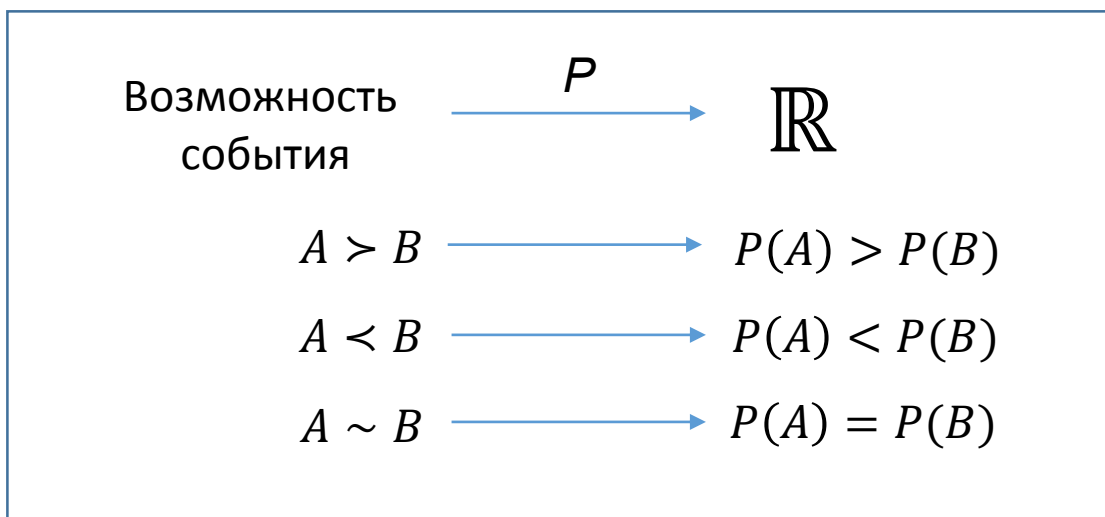 Возможность
события
P
ℝ
A ≻ B
P(A) > P(B)
A ≺ B
P(A) < P(B)
A ~ B
P(A) = P(B)